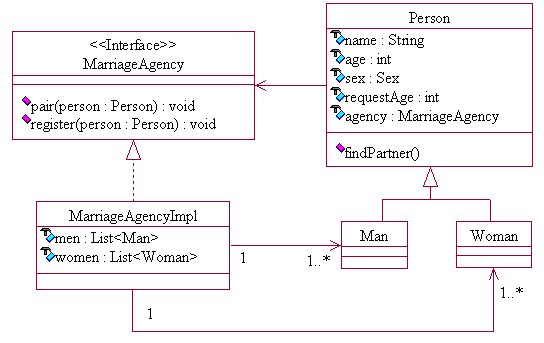 <<Interface>>
MarriageAgency
pair(person : Person) : void
register(person : Person) : void
Person
name : String
age : int
sex : Sex
requestAge : int
agency : MarriageAgency
findPartner()
MarriageAgencyImpl
men : List<Man>
women : List<Woman>
1
1..*
Man
Woman
1
1..*